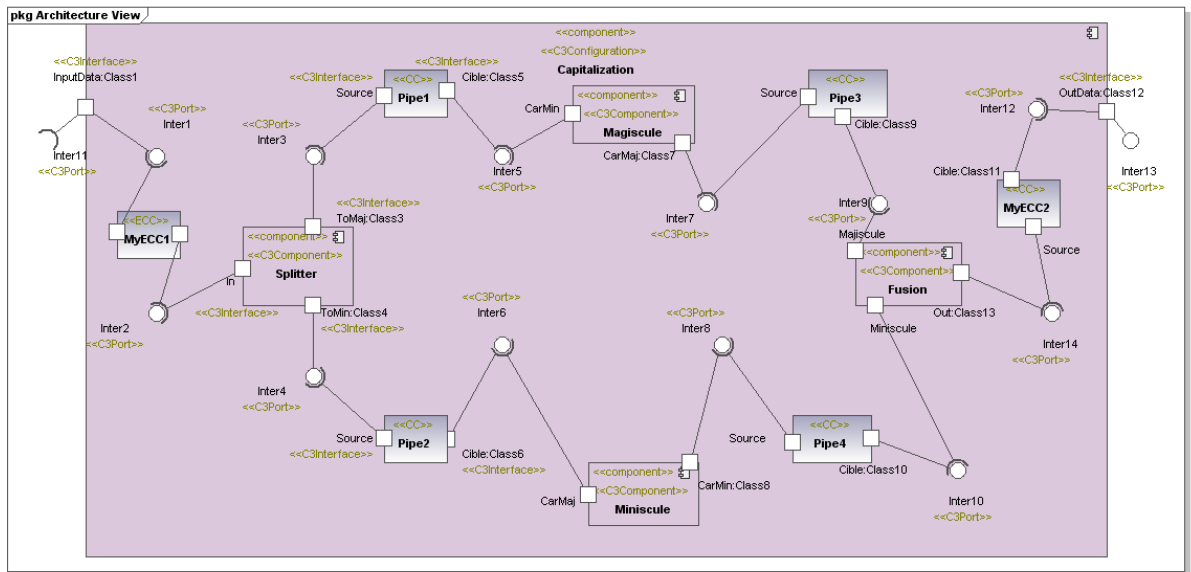 pkg Architecture View
<<component>>
<<C3Configuration>>
Capitalization
<<C3Interface>>
InputData:Class1
<<C3Port>>
Inter1
Inter11
<<C3Port>>
<<ECC>>
MyECC1
Inter2
<<C3Port>>
<<C3Interface>>
Source
<<CC>>
Pipe1
<<C3Interface>>
Cible:Class5
<<C3Port>>
Inter3
Inter5
<<C3Port>>
CarMin
<<component>>
<<C3Component>>
Magiscule
CarMaj:Class7
Inter7
<<C3Port>>
Source
<<CC>>
Pipe3
Cible:Class9
Inter9
<<C3Port>>
Majiscule
<<C3Port>>
Inter12
<<C3Interface>>
OutData:Class12
Inter13
<<C3Port>>
Cible:Class11
<<CC>>
MyECC2
Source
<<C3Interface>>
ToMaj:Class3
<<component>>
<<C3Component>>
Splitter
In
<<C3Interface>>
ToMin:Class4
<<C3Interface>>
<<component>>
<<C3Component>>
Fusion
Out:Class13
Miniscule
Inter14
<<C3Port>>
<<C3Port>>
Inter6
<<C3Port>>
Inter8
Inter4
<<C3Port>>
Source
<<C3Interface>>
<<CC>>
Pipe2
Cible:Class6
<<C3Interface>>
CarMaj
<<component>>
<<C3Component>>
Miniscule
CarMin:Class8
Source
<<CC>>
Pipe4
Cible:Class10
Inter10
<<C3Port>>